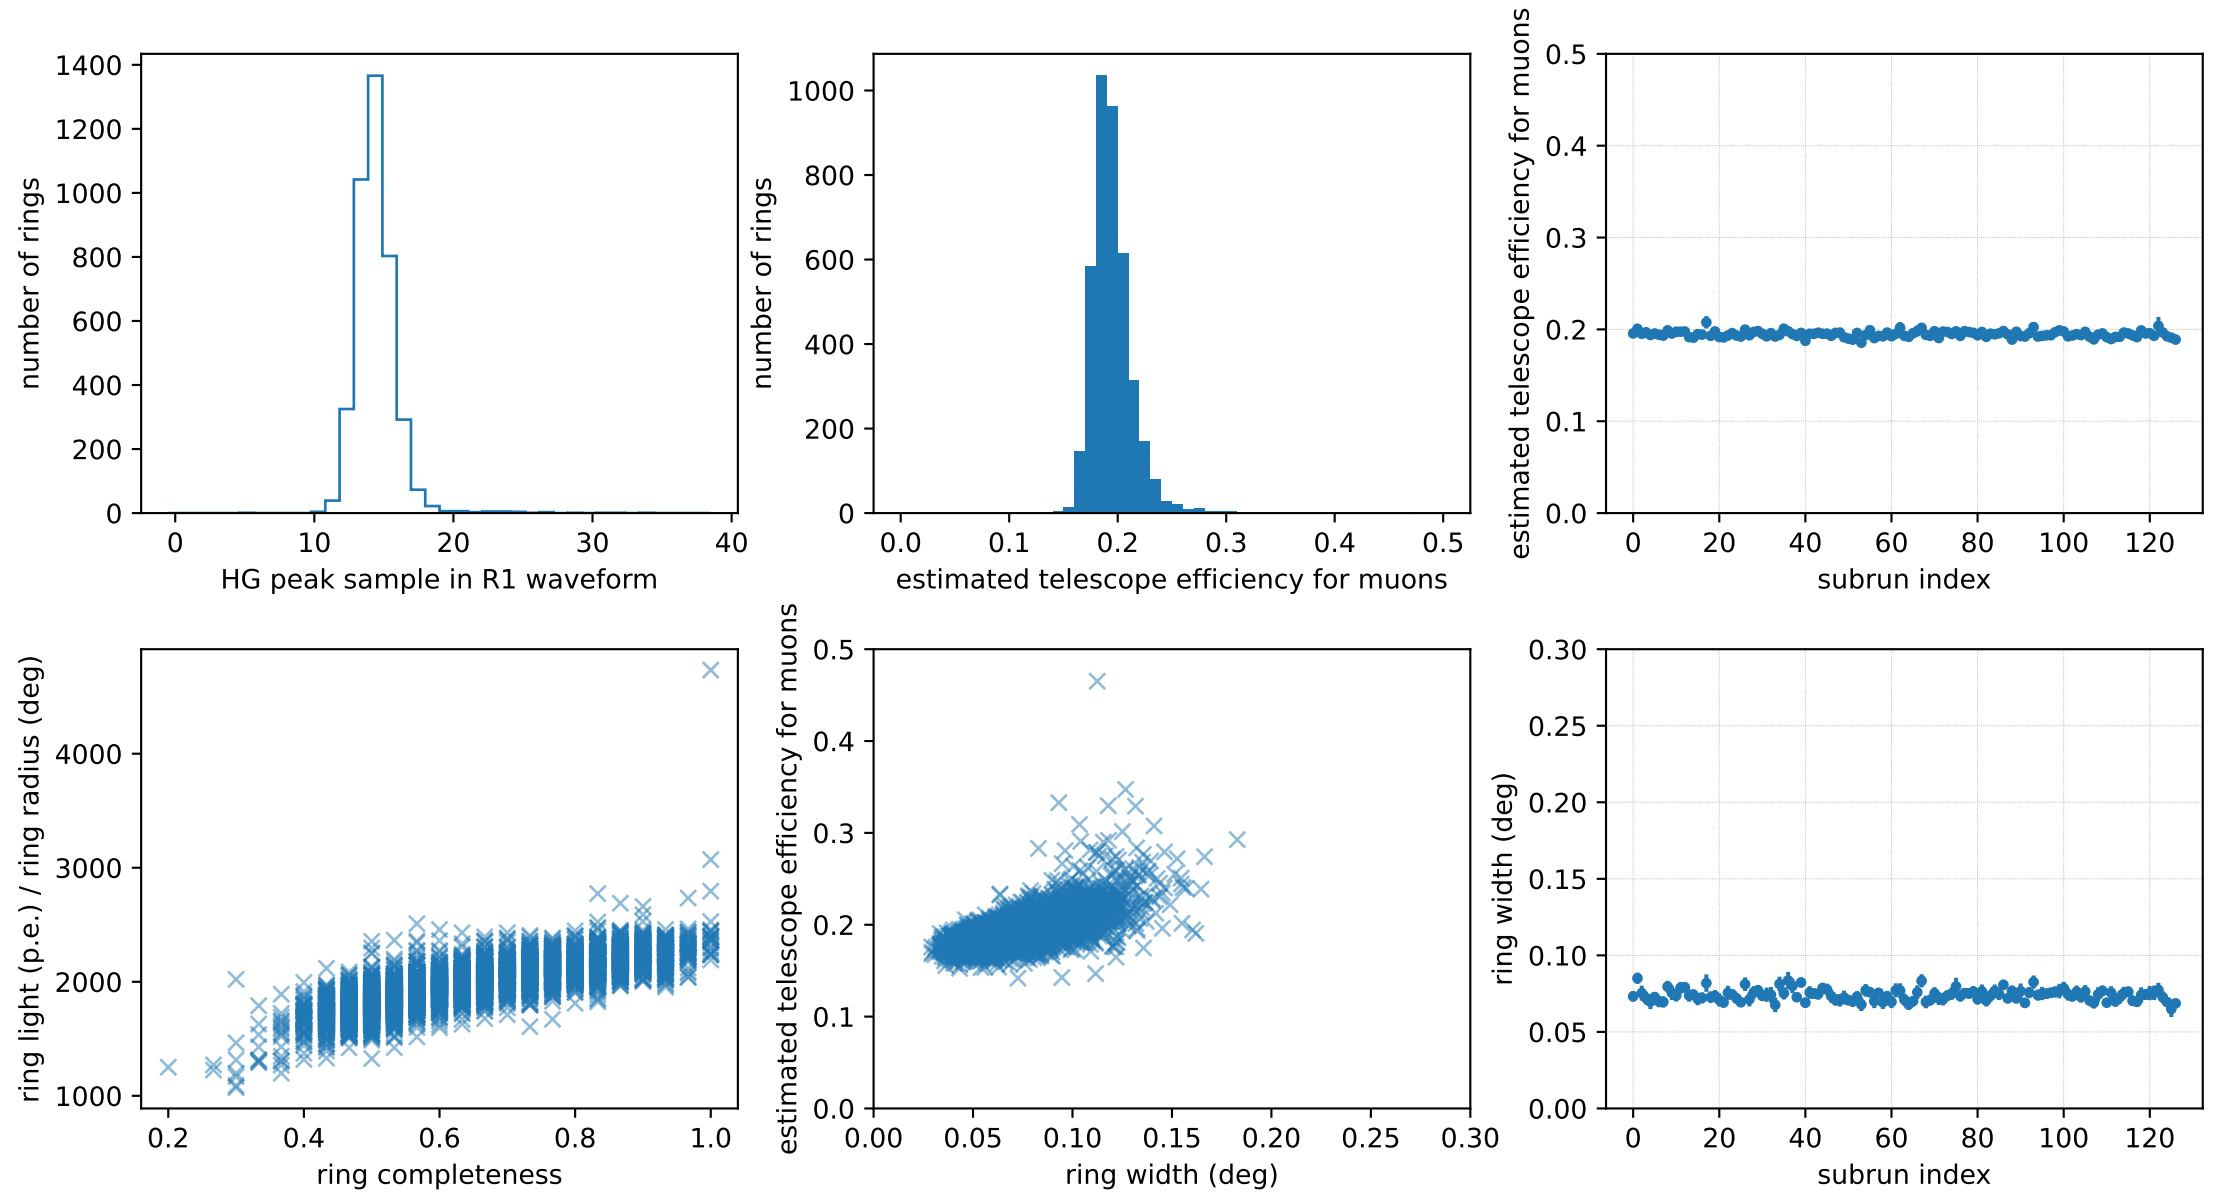 1400
1200
1000
800
600
400
200
0
number of rings
0 10 20 30 40
HG peak sample in R1 waveform
1000
800
600
400
200
0
number of rings
0.0 0.1 0.2 0.3 0.4 0.5
estimated telescope efficiency for muons
0.5
0.4
0.3
0.2
0.1
0.0
estimated telescope efficiency for muons
0 20 40 60 80 100 120
subrun index
4000
3000
2000
1000
ring light (p.e.) / ring radius (deg)
0.2 0.4 0.6 0.8 1.0
ring completeness
0.5
0.4
0.3
0.2
0.1
0.0
estimated telescope efficiency for muons
0.00 0.05 0.10 0.15 0.20 0.25 0.30
ring width (deg)
0.30
0.25
0.20
0.15
0.10
0.05
0.00
ring width (deg)
0 20 40 60 80 100 120
subrun index